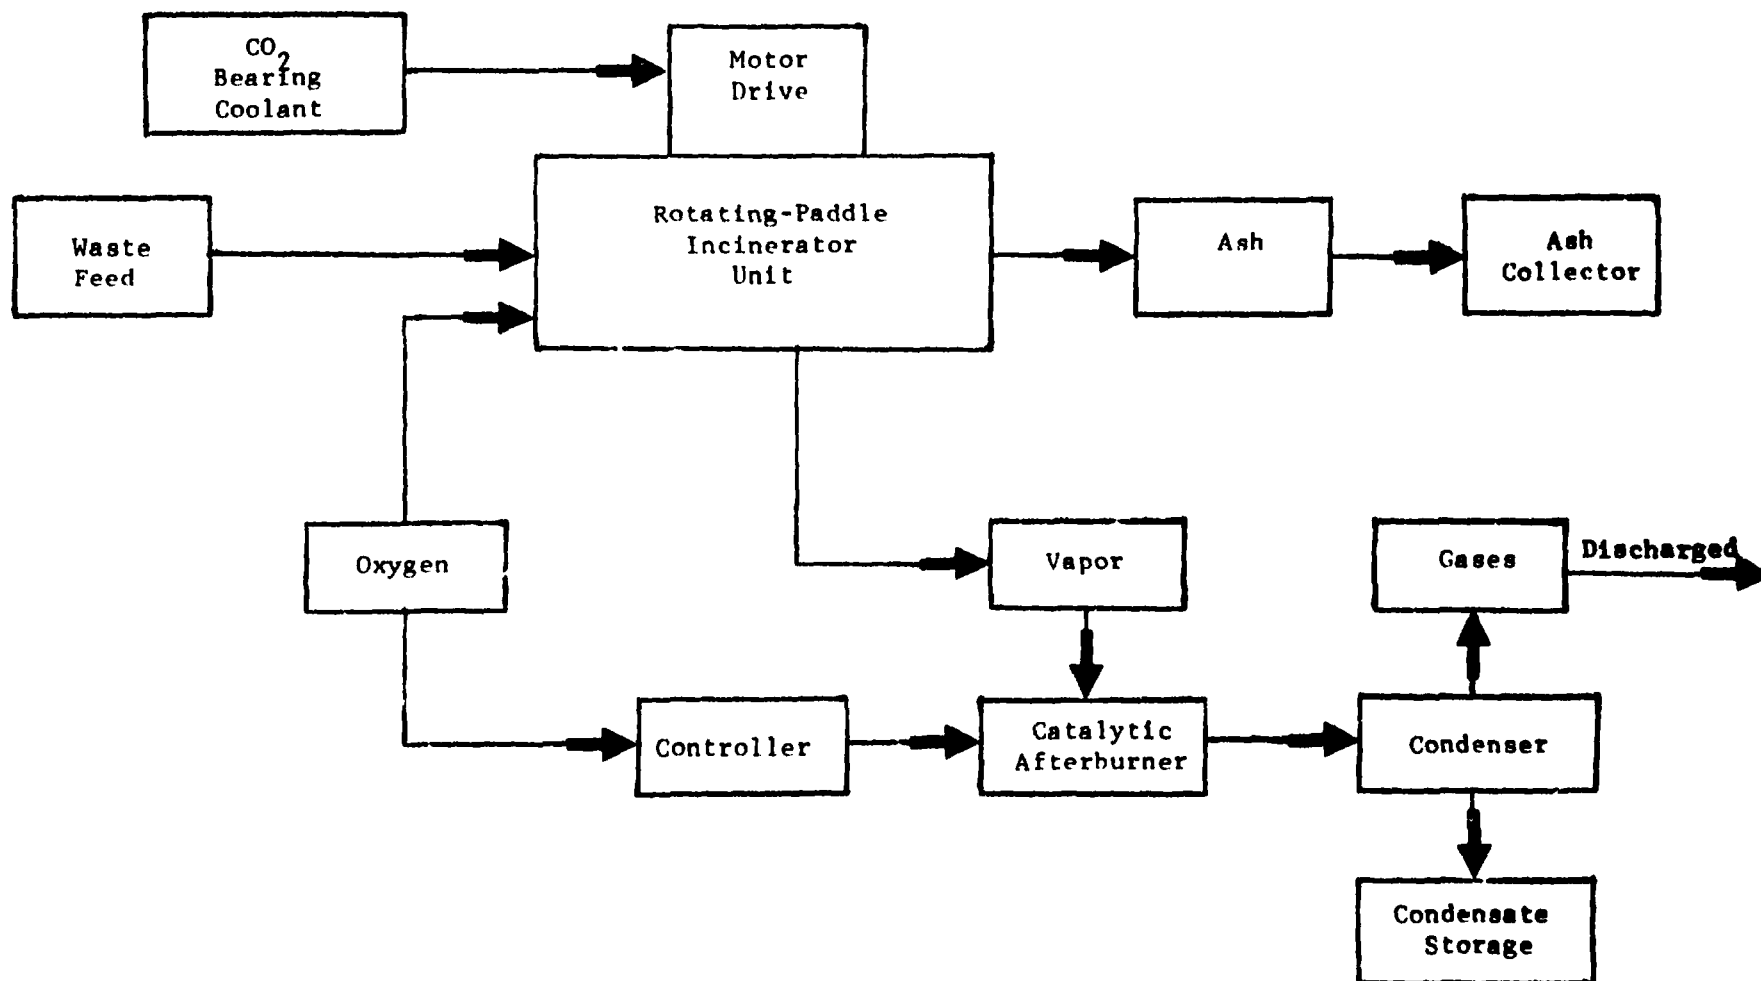 CO2
Bearing
Coolant
Motor
Drive
Waste
Feed
Rotating-Paddle
Incinerator
Unit
Ash
Ash
Collector
Oxygen
Vapor
Gases
Discharged
Controller
Catalytic
Afterburner
Condenser
Condensate
Storage